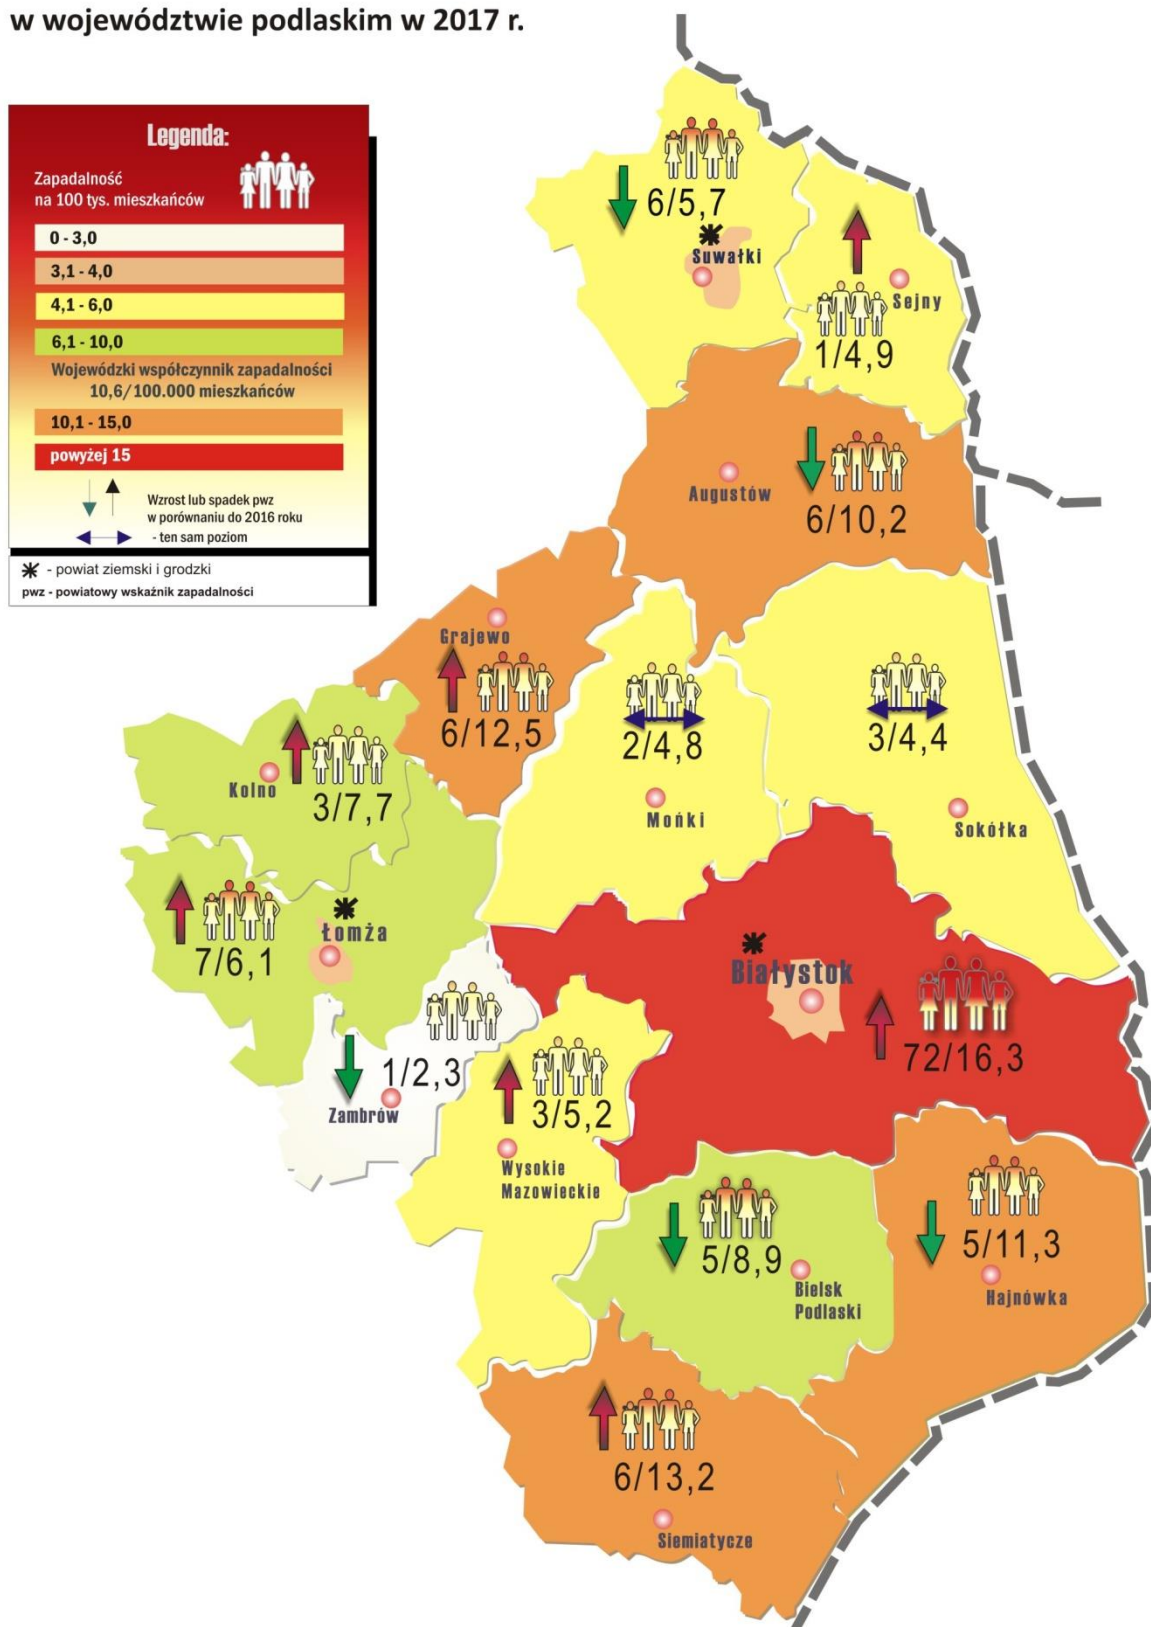 w województwie podlaskim w 2017 r.
Legenda:
Zapadalność
na 100 tys. mieszkańców
0 - 3,0
3,1 - 4,0
4,1 - 6,0
6,1 - 10,0
Wojewódzki współczynnik zapadalności
10,6/100.000 mieszkańców
10,1 - 15,0
powyżej 15
Wzrost lub spadek pwz
w porównaniu do 2016 roku
- ten sam poziom
- powiat ziemski i grodzki
pwz - powiatowy wskaźnik zapadalności
6/5,7
Suwałki
Sejny
1/4,9
Augustów
6/10,2
Grajewo
6/12,5
2/4,8
Mońki
3/4,4
Sokółka
Kolno
3/7,7
7/6,1
Łomża
Białystok
72/16,3
1/2,3
Zambrów
3/5,2
Wysokie
Mazowieckie
5/8,9
Bielsk
Podlaski
5/11,3
Hajnówka
6/13,2
Siemiatycze